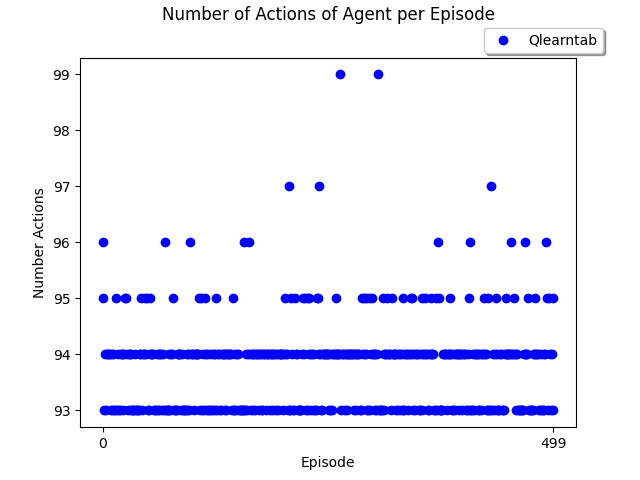 Number of Actions of Agent per Episode
Qlearntab
99
98
97
96
95
94
93
Number Actions
0
499
Episode